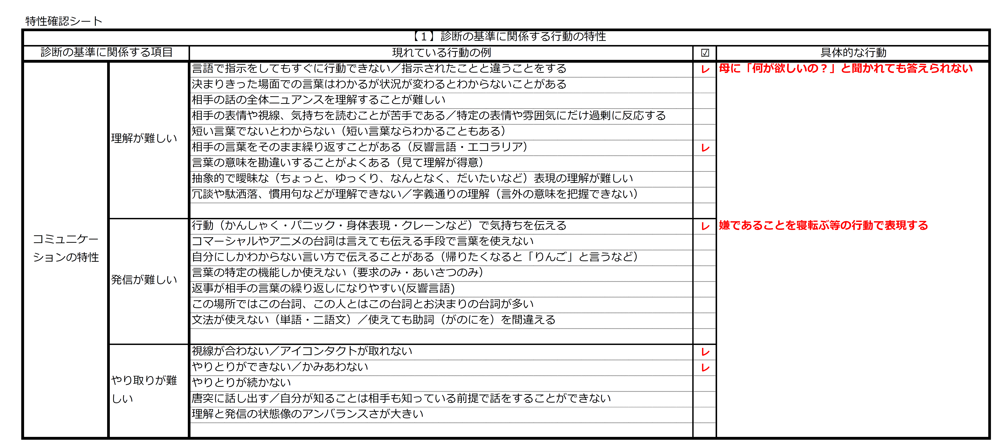 特性確認シート
【１】診断の基準に関係する行動の特性
診断の基準に関係する項目 現れている行動の例 ☑ 具体的な行動
コミュニケー
ションの特性
理解が難しい
言語で指示をしてもすぐに行動できない／指示されたことと違うことをする レ 母に「何が欲しいの？」と聞かれても答えられない
決まりきった場面での言葉はわかるが状況が変わるとわからないことがある
相手の話の全体ニュアンスを理解することが難しい
相手の表情や視線、気持ちを読むことが苦手である／特定の表情や雰囲気にだけ過剰に反応する
短い言葉でないとわからない（短い言葉ならわかることもある）
相手の言葉をそのまま繰り返すことがある（反響言語・エコラリア） レ
言葉の意味を勘違いすることがよくある（見て理解が得意）
抽象的で曖昧な（ちょっと、ゆっくり、なんとなく、だいたいなど）表現の理解が難しい
冗談や駄洒落、慣用句などが理解できない／字義通りの理解（言外の意味を把握できない）
発信が難しい
行動（かんしゃく・パニック・身体表現・クレーンなど）で気持ちを伝える レ 嫌であることを寝転ぶ等の行動で表現する
コマーシャルやアニメの台詞は言えても伝える手段で言葉を使えない
自分にしかわからない言い方で伝えることがある（帰りたくなると「りんご」と言うなど）
言葉の特定の機能しか使えない（要求のみ・あいさつのみ）
返事が相手の言葉の繰り返しになりやすい(反響言語)
この場所ではこの台詞、この人とはこの台詞とお決まりの台詞が多い
文法が使えない（単語・二語文）／使えても助詞（がのにを）を間違える
やり取りが難
しい
視線が合わない／アイコンタクトが取れない レ
やりとりができない／かみあわない レ
やりとりが続かない
唐突に話し出す／自分が知ることは相手も知っている前提で話をすることができない
理解と発信の状態像のアンバランスさが大きい